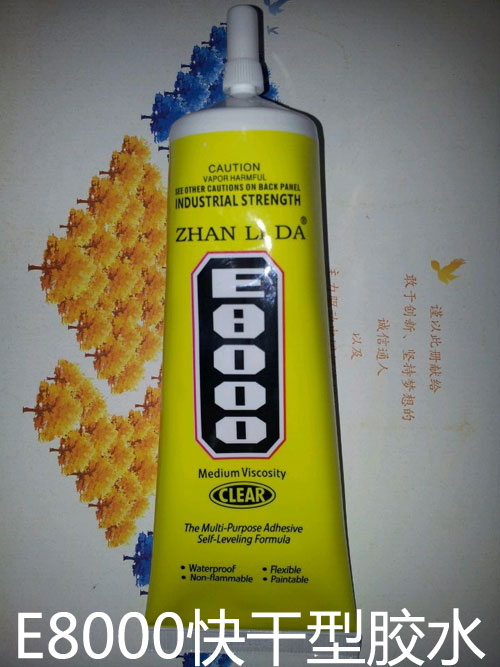 CAUTION
VAPOR HARMFUL
SEE OTHER CAUTIONS ON BACK PANEL
INDUSTRIAL STRENGTH
ZHAN LI DA®
E8000
Medium Viscosity
CLEAR
The Multi-Purpose Adhesive
Self-Leveling Formula
• Waterproof • Flexible
• Non-flammable • Paintable
谨以此册献给
敢于创新、坚持梦想的
诚信通人
以及
E8000快干型胶水